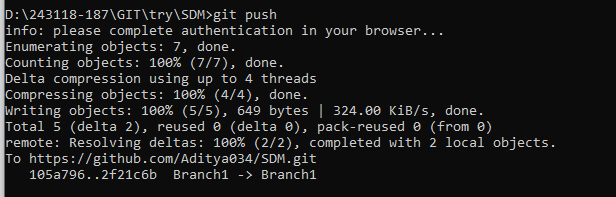 D:\243118-187\GIT\try\SDM>git push
info: please complete authentication in your browser...
Enumerating objects: 7, done.
Counting objects: 100% (7/7), done.
Delta compression using up to 4 threads
Compressing objects: 100% (4/4), done.
Writing objects: 100% (5/5), 649 bytes | 324.00 KiB/s, done.
Total 5 (delta 2), reused 0 (delta 0), pack-reused 0 (from 0)
remote: Resolving deltas: 100% (2/2), completed with 2 local objects.
To https://github.com/Aditya034/SDM.git
   105a796..2f21c6b  Branch1 -> Branch1